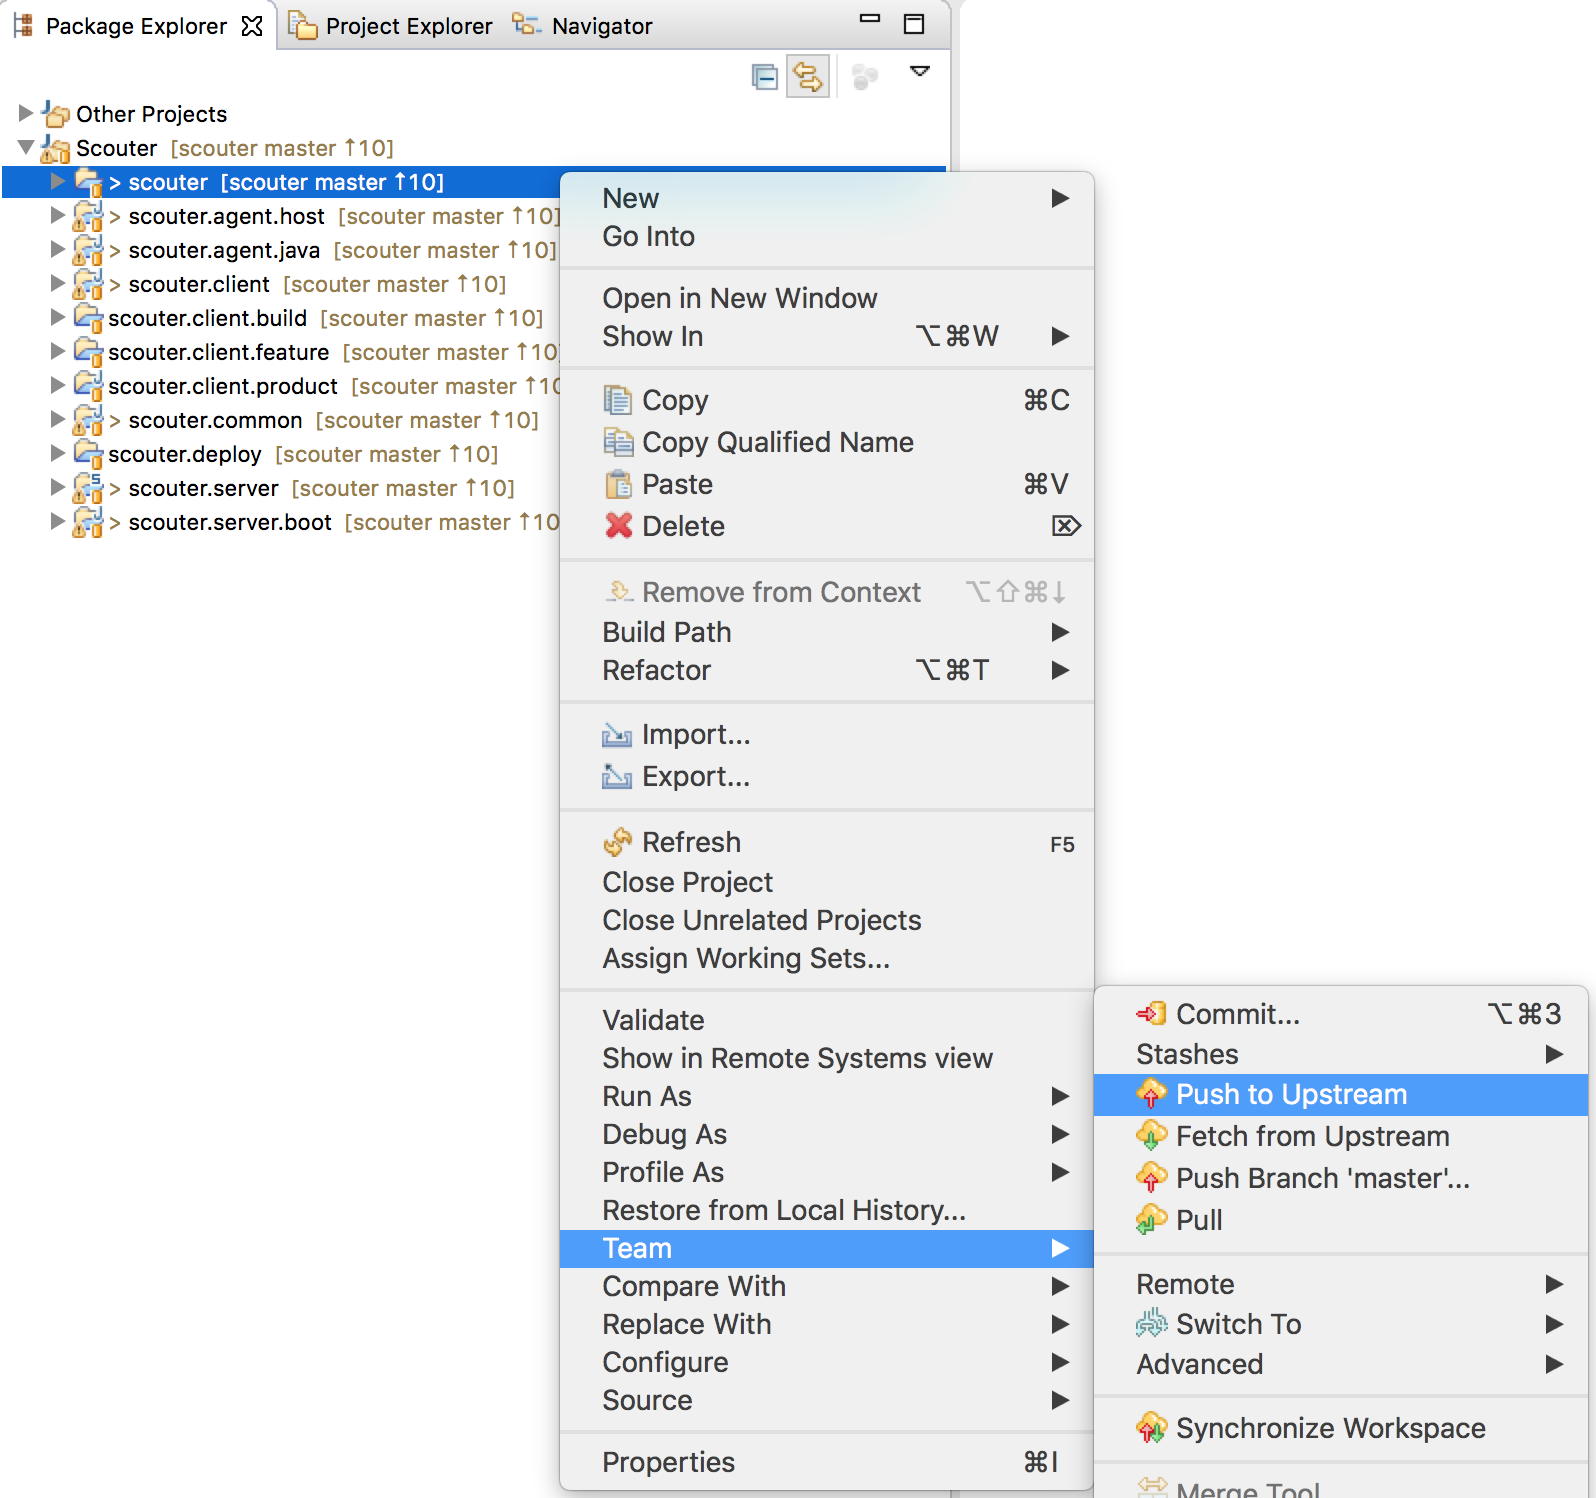 Package Explorer Project Explorer Navigator
Other Projects
Scouter [scouter master ↑10]
> scouter [scouter master ↑10]
> scouter.agent.host [scouter master ↑10]
> scouter.agent.java [scouter master ↑10]
> scouter.client [scouter master ↑10]
scouter.client.build [scouter master ↑10]
scouter.client.feature [scouter master ↑10
scouter.client.product [scouter master ↑10
> scouter.common [scouter master ↑10]
scouter.deploy [scouter master ↑10]
> scouter.server [scouter master ↑10]
> scouter.server.boot [scouter master ↑10
New
Go Into
Open in New Window
Show In ⌥⌘W
Copy ⌘C
Copy Qualified Name
Paste ⌘V
Delete ⌦
Remove from Context ⌥⇧⌘↓
Build Path
Refactor ⌥⌘T
Import...
Export...
Refresh F5
Close Project
Close Unrelated Projects
Assign Working Sets...
Validate
Show in Remote Systems view
Run As
Debug As
Profile As
Restore from Local History...
Team
Compare With
Replace With
Configure
Source
Properties ⌘I
Commit... ⌥⌘3
Stashes
Push to Upstream
Fetch from Upstream
Push Branch 'master'...
Pull
Remote
Switch To
Advanced
Synchronize Workspace
Merge Tool